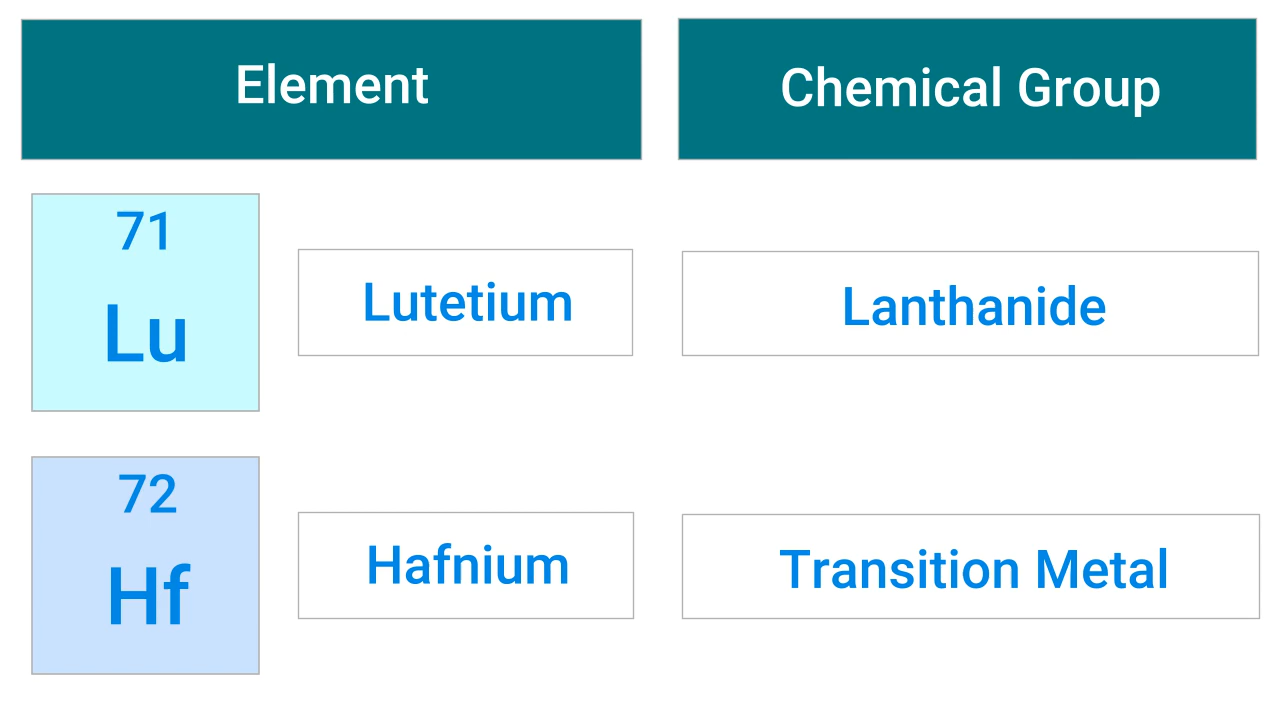 Element
Chemical Group
71
Lu
Lutetium
Lanthanide
72
Hf
Hafnium
Transition Metal